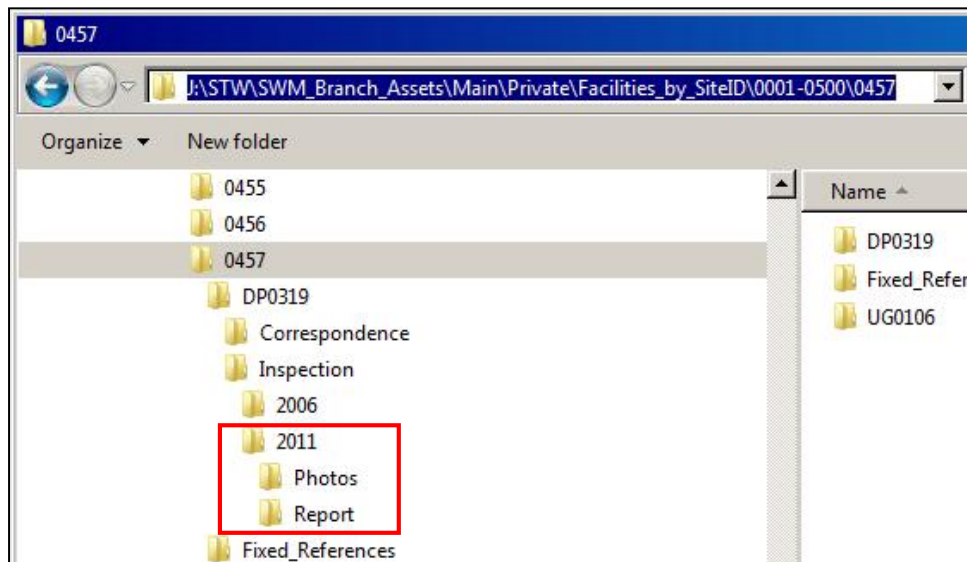 0457
J:\STW\SWM_Branch_Assets\Main\Private\Facilities_by_SiteID\0001-0500\0457
Organize New folder
0455
0456
0457
DP0319
Correspondence
Inspection
2006
2011
Photos
Report
Fixed_References
Name
DP0319
Fixed_Refer
UG0106